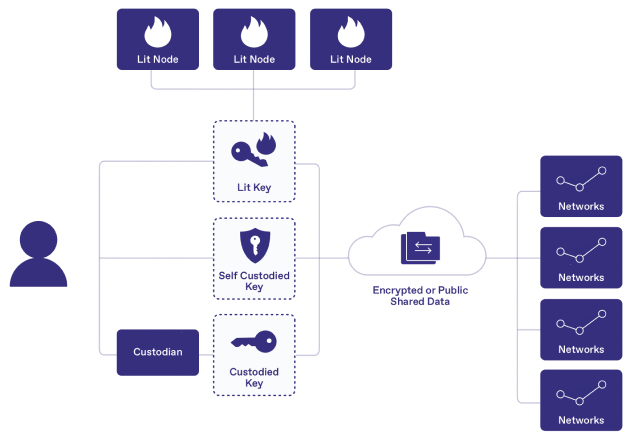 Lit Node
Lit Node
Lit Node
Lit Key
Self Custodied
Key
Custodian
Custodied
Key
Encrypted or Public
Shared Data
Networks
Networks
Networks
Networks